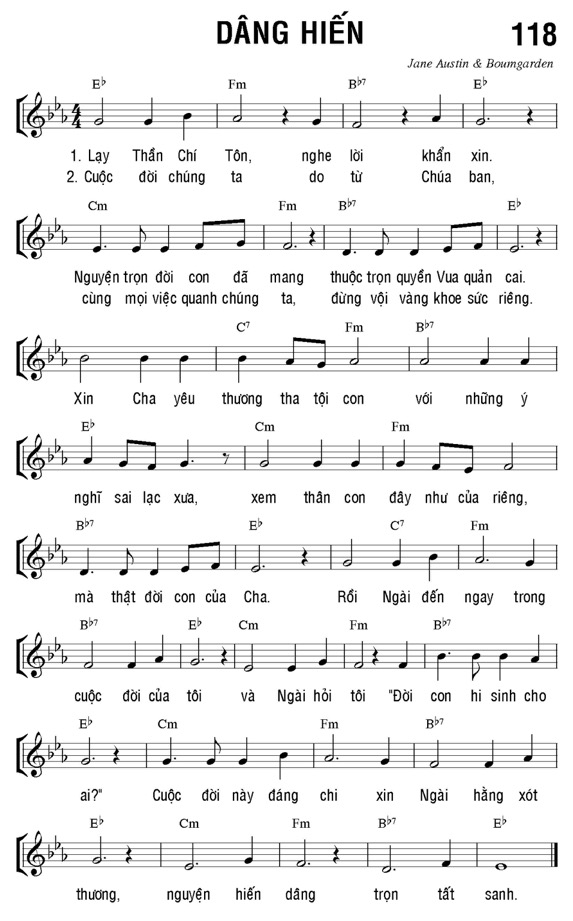 DÂNG HIẾN
118
Jane Austin & Boumgarden
E♭ Fm B♭7 E♭
4/4
1. Lạy Thần Chí Tôn, nghe lời khẩn xin.
2. Cuộc đời chúng ta do từ Chúa ban,
Cm Fm B♭7 E♭
Nguyện trọn đời con đã mang thuộc trọn quyền Vua quản cai.
cùng mọi việc quanh chúng ta, đừng vội vàng khoe sức riêng.
C7 Fm B♭7
Xin Cha yêu thương tha tội con với những ý
E♭ Cm Fm
nghĩ sai lạc xưa, xem thân con đây như của riêng,
B♭7 E♭ C7 Fm
mà thật đời con của Cha. Rồi Ngài đến ngay trong
B♭7 E♭ Cm Fm B♭7
cuộc đời của tôi và Ngài hỏi tôi "Đời con hi sinh cho
E♭ Cm Fm B♭7
ai?" Cuộc đời này đáng chi xin Ngài hằng xót
E♭ Cm Fm B♭7 E♭
thương, nguyện hiến dâng trọn tất sanh.